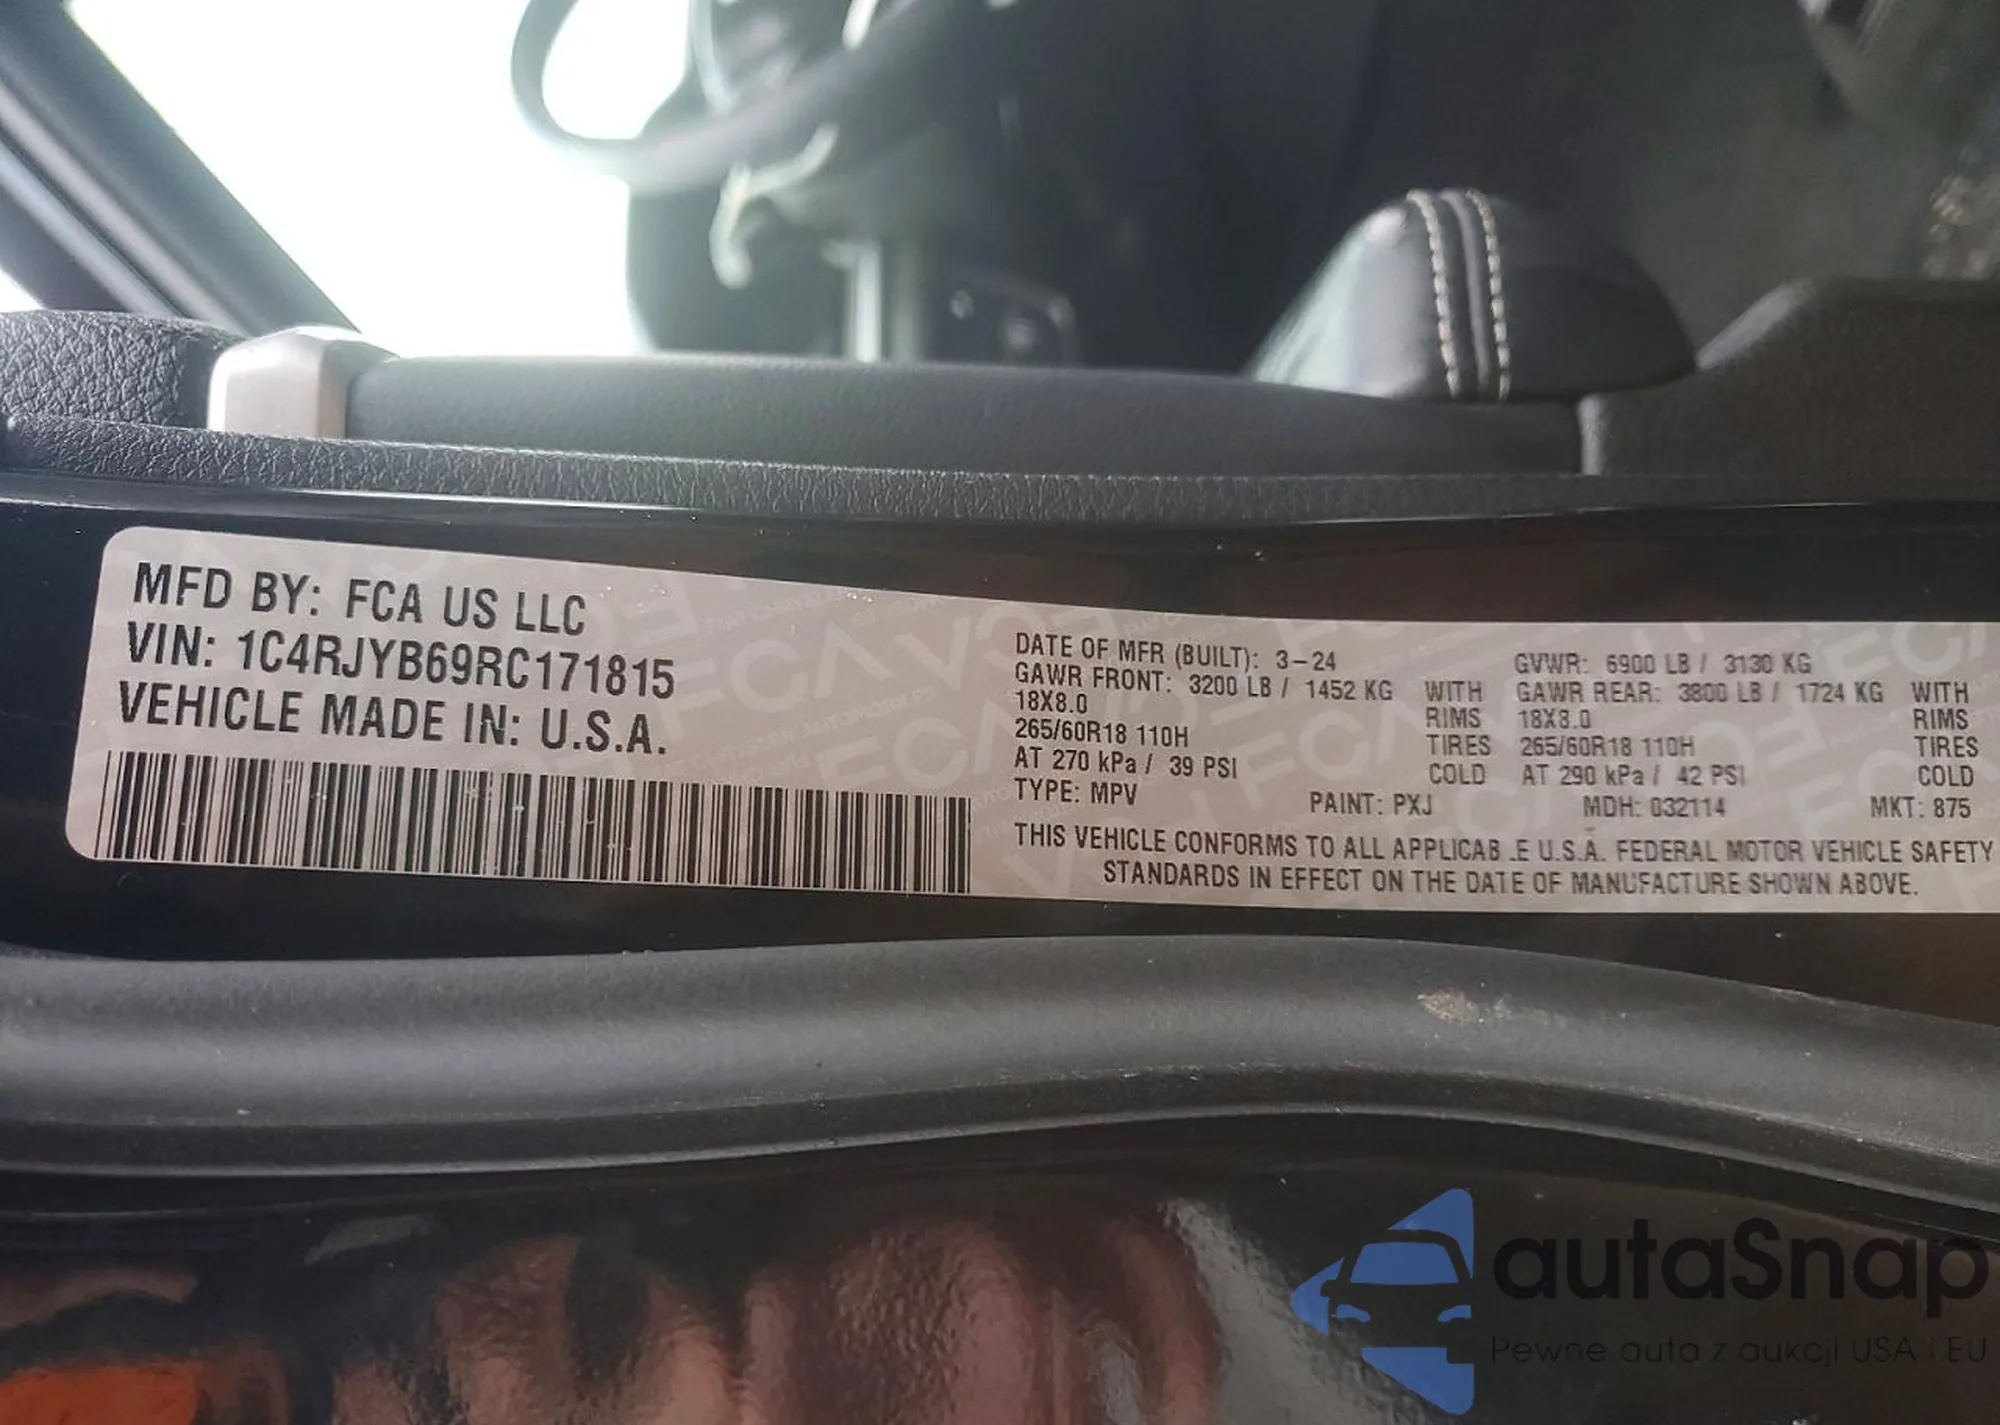 MFD BY: FCA US LLC
VIN: 1C4RJYB69RC171815
VEHICLE MADE IN: U.S.A.
DATE OF MFR (BUILT): 3-24 GVWR: 6900 LB / 3130 KG
GAWR FRONT: 3200 LB / 1452 KG WITH GAWR REAR: 3800 LB / 1724 KG WITH
18X8.0 RIMS 18X8.0 RIMS
265/60R18 110H TIRES 265/60R18 110H TIRES
AT 270 kPa / 39 PSI COLD AT 290 kPa / 42 PSI COLD
TYPE: MPV PAINT: PXJ MDH: 032114 MKT: 875
THIS VEHICLE CONFORMS TO ALL APPLICAB_E U.S.A. FEDERAL MOTOR VEHICLE SAFETY
STANDARDS IN EFFECT ON THE DATE OF MANUFACTURE SHOWN ABOVE.
autaSnap
Pewne auta z aukcji USA i EU